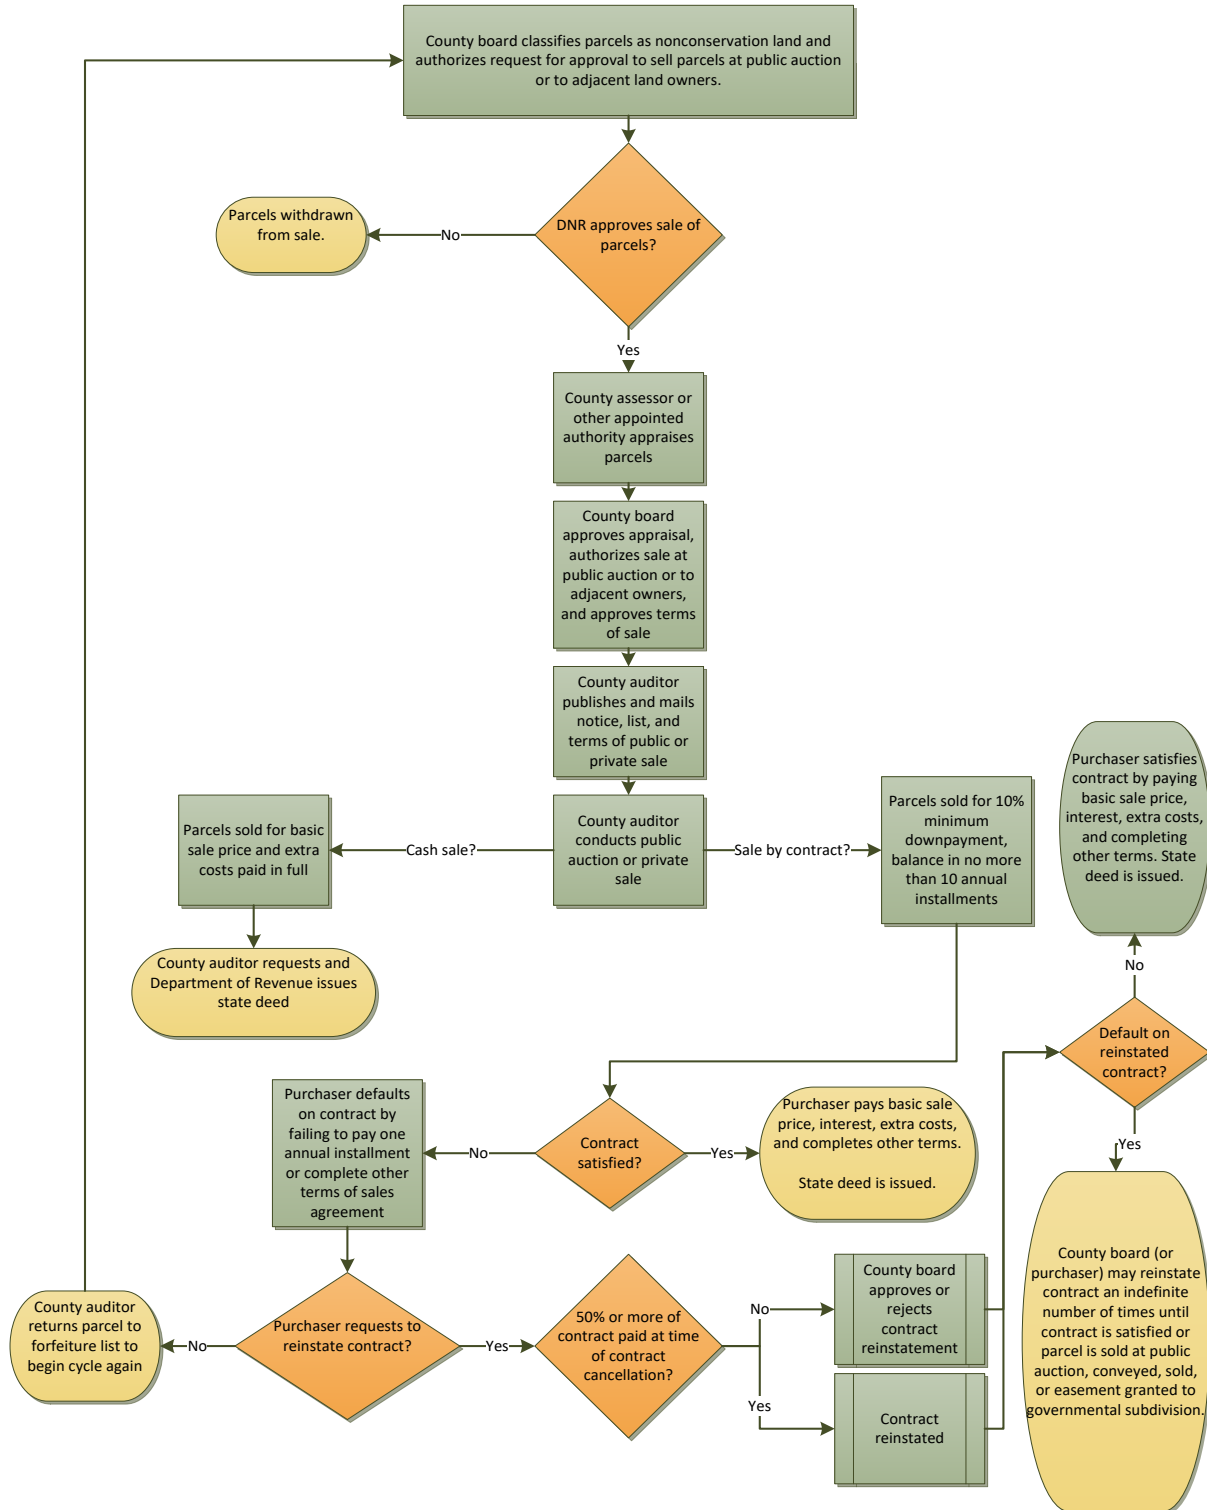 County board classifies parcels as nonconservation land and
authorizes request for approval to sell parcels at public auction
or to adjacent land owners.
DNR approves sale of
parcels?
No
Parcels withdrawn
from sale.
Yes
County assessor or
other appointed
authority appraises
parcels
County board
approves appraisal,
authorizes sale at
public auction or to
adjacent owners,
and approves terms
of sale
County auditor
publishes and mails
notice, list, and
terms of public or
private sale
County auditor
conducts public
auction or private
sale
Cash sale?
Parcels sold for basic
sale price and extra
costs paid in full
County auditor requests and
Department of Revenue issues
state deed
Sale by contract?
Parcels sold for 10%
minimum
downpayment,
balance in no more
than 10 annual
installments
Contract
satisfied?
Yes
Purchaser pays basic sale
price, interest, extra costs,
and completes other terms.
State deed is issued.
No
Purchaser defaults
on contract by
failing to pay one
annual installment
or complete other
terms of sales
agreement
Purchaser requests to
reinstate contract?
No
County auditor
returns parcel to
forfeiture list to
begin cycle again
Yes
50% or more of
contract paid at time
of contract
cancellation?
No
County board
approves or
rejects
contract
reinstatement
Yes
Contract
reinstated
Default on
reinstated
contract?
No
Purchaser satisfies
contract by paying
basic sale price,
interest, extra costs,
and completing
other terms. State
deed is issued.
Yes
County board (or
purchaser) may reinstate
contract an indefinite
number of times until
contract is satisfied or
parcel is sold at public
auction, conveyed, sold,
or easement granted to
governmental subdivision.